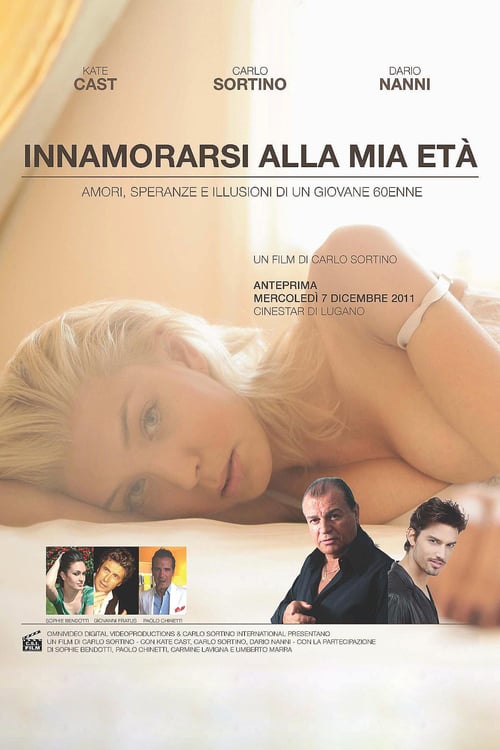 KATE CAST
CARLO SORTINO
DARIO NANNI
INNAMORARSI ALLA MIA ETÀ
AMORI, SPERANZE E ILLUSIONI DI UN GIOVANE 60ENNE
UN FILM DI CARLO SORTINO
ANTEPRIMA
MERCOLEDÌ 7 DICEMBRE 2011
CINESTAR DI LUGANO
SOPHIE BENDOTTI
GIOVANNI FRATUS
PAOLO CHINETTI
OMNIVIDEO DIGITAL VIDEOPRODUCTIONS & CARLO SORTINO INTERNATIONAL PRESENTANO
UN FILM DI CARLO SORTINO - CON KATE CAST, CARLO SORTINO, DARIO NANNI - CON LA PARTECIPAZIONE
DI SOPHIE BENDOTTI, PAOLO CHINETTI, CARMINE LAVIGNA E UMBERTO MARRA
FILM